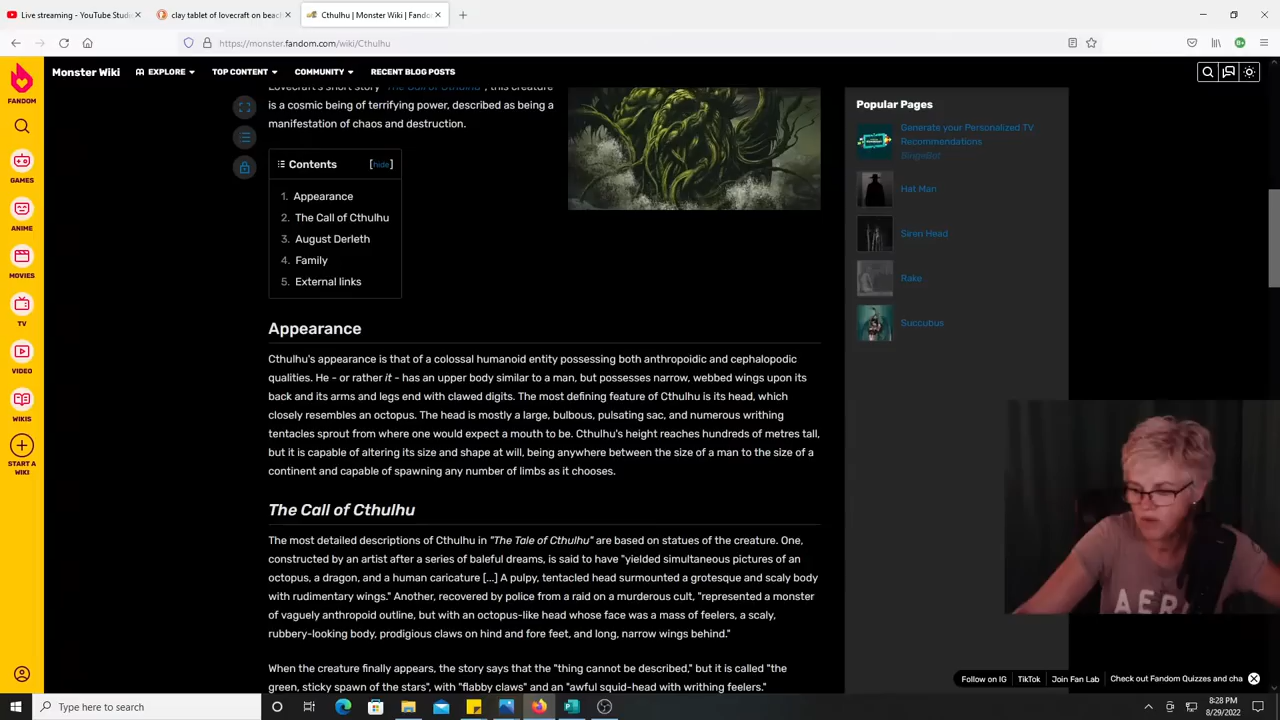 Live streaming - YouTube Studi
clay tablet of lovecraft on beac
Cthulhu | Monster Wiki | Fando
https://monster.fandom.com/wiki/Cthulhu
FANDOM
Monster Wiki
EXPLORE
TOP CONTENT
COMMUNITY
RECENT BLOG POSTS
GAMES
ANIME
MOVIES
TV
VIDEO
WIKIS
START A
WIKI
Lovecraft's short story "The Call of Cthulhu", this creature
is a cosmic being of terrifying power, described as being a
manifestation of chaos and destruction.
Contents [hide]
1. Appearance
2. The Call of Cthulhu
3. August Derleth
4. Family
5. External links
Appearance
Cthulhu's appearance is that of a colossal humanoid entity possessing both anthropoidic and cephalopodic
qualities. He - or rather it - has an upper body similar to a man, but possesses narrow, webbed wings upon its
back and its arms and legs end with clawed digits. The most defining feature of Cthulhu is its head, which
closely resembles an octopus. The head is mostly a large, bulbous, pulsating sac, and numerous writhing
tentacles sprout from where one would expect a mouth to be. Cthulhu's height reaches hundreds of metres tall,
but it is capable of altering its size and shape at will, being anywhere between the size of a man to the size of a
continent and capable of spawning any number of limbs as it chooses.
The Call of Cthulhu
The most detailed descriptions of Cthulhu in "The Tale of Cthulhu" are based on statues of the creature. One,
constructed by an artist after a series of baleful dreams, is said to have "yielded simultaneous pictures of an
octopus, a dragon, and a human caricature [...] A pulpy, tentacled head surmounted a grotesque and scaly body
with rudimentary wings." Another, recovered by police from a raid on a murderous cult, "represented a monster
of vaguely anthropoid outline, but with an octopus-like head whose face was a mass of feelers, a scaly,
rubbery-looking body, prodigious claws on hind and fore feet, and long, narrow wings behind."
When the creature finally appears, the story says that the "thing cannot be described," but it is called "the
green, sticky spawn of the stars", with "flabby claws" and an "awful squid-head with writhing feelers."
Popular Pages
Generate your Personalized TV
Recommendations
BingeBot
Hat Man
Siren Head
Rake
Succubus
AER
Follow on IG
TikTok
Join Fan Lab
Check out Fandom Quizzes and cha
Type here to search
8:28 PM
8/29/2022